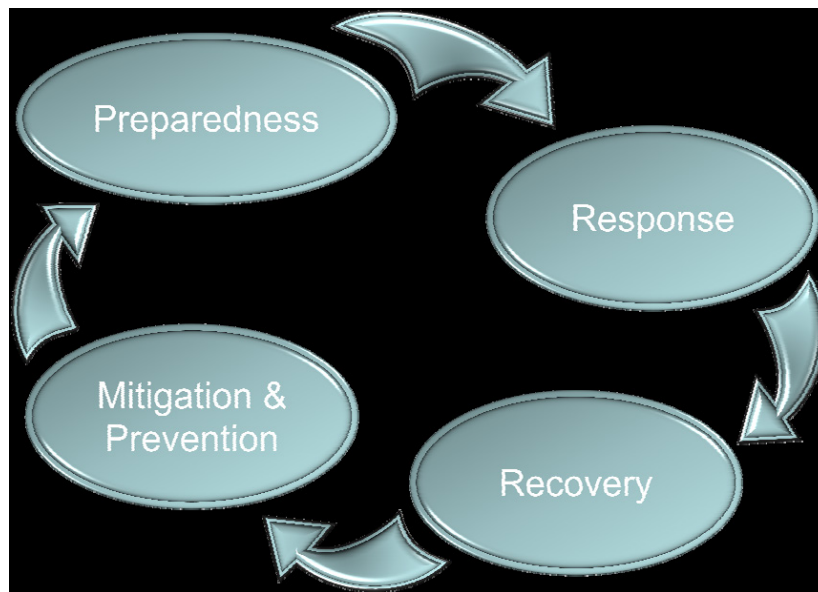 Preparedness
Response
Recovery
Mitigation &
Prevention